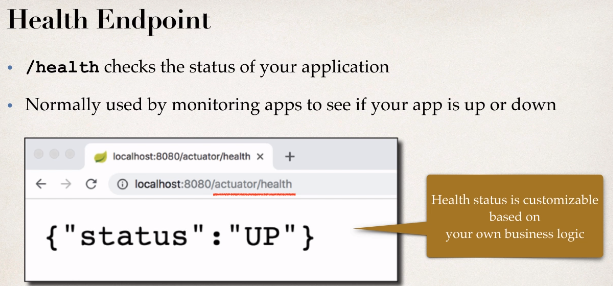 Health Endpoint
• /health checks the status of your application
• Normally used by monitoring apps to see if your app is up or down
localhost:8080/actuator/health × +
localhost:8080/actuator/health
{"status":"UP"}
Health status is customizable
based on
your own business logic